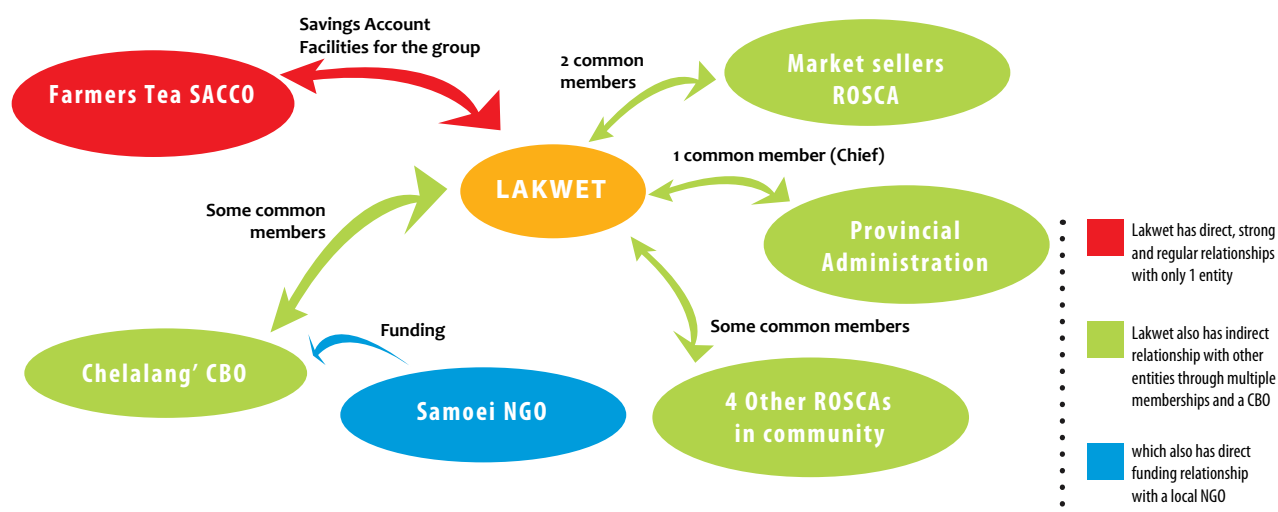 Savings Account
Facilities for the group
Farmers Tea SACCO
2 common
members
Market sellers
ROSCA
1 common member (Chief)
LAKWET
Some common
members
Provincial
Administration
Funding
Some common members
Chelalang' CBO
Samoei NGO
4 Other ROSCAs
in community
Lakwet has direct, strong
and regular relationships
with only 1 entity
Lakwet also has indirect
relationship with other
entities through multiple
memberships and a CBO
which also has direct
funding relationship
with a local NGO